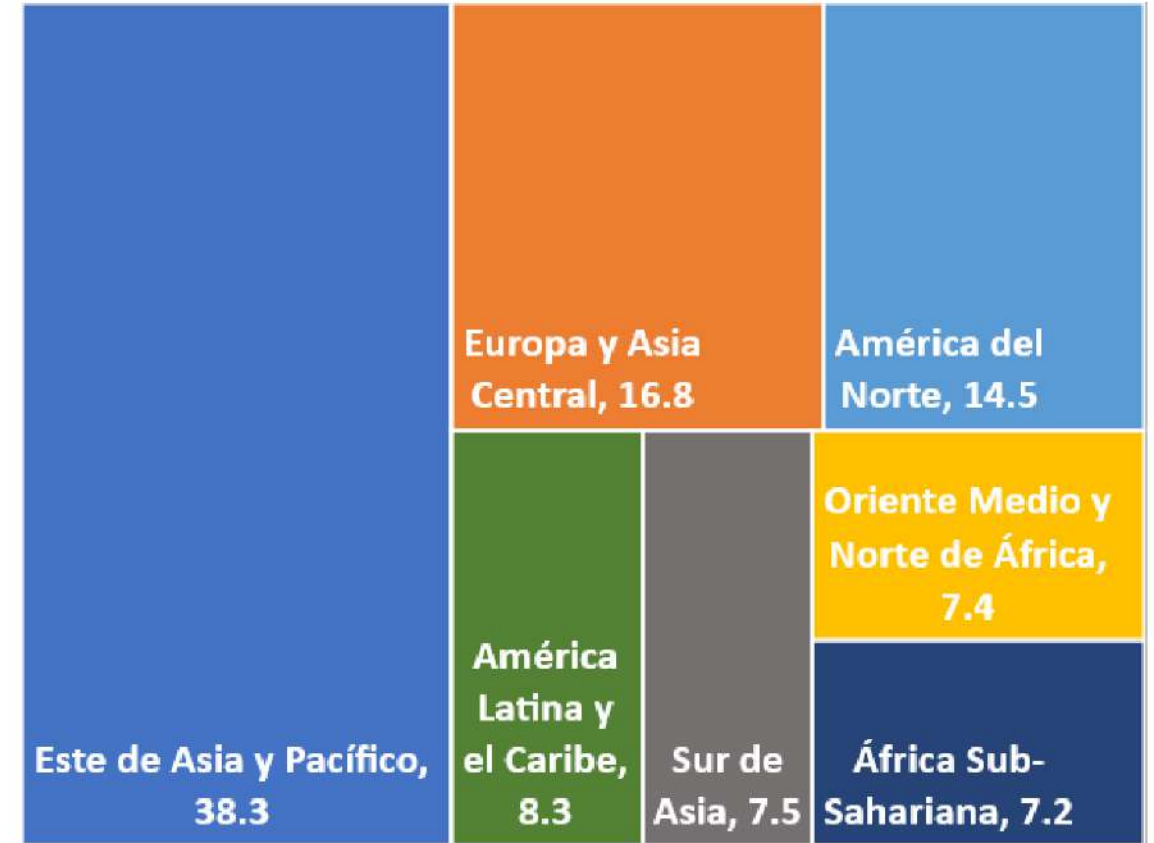 Europa y Asia
Central, 16.8
América del
Norte, 14.5
Oriente Medio y
Norte de África,
7.4
América
Latina y
el Caribe,
8.3
Este de Asia y Pacífico,
38.3
Sur de
Asia, 7.5
África Sub-
Sahariana, 7.2